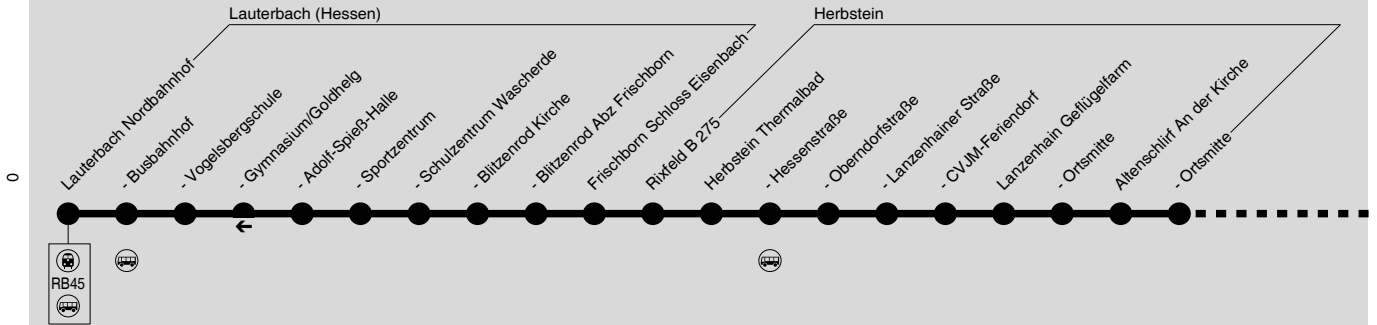 Lauterbach (Hessen)
Herbstein
Lauterbach Nordbahnhof
- Busbahnhof
- Vogelsbergschule
- Gymnasium/Goldhelg
- Adolf-Spieß-Halle
- Sportzentrum
- Schulzentrum Wascherde
- Blitzenrod Kirche
- Blitzenrod Abz Frischborn
Frischborn Schloss Eisenbach
Rixfeld B 275
Herbstein Thermalbad
- Hessenstraße
- Oberndorfstraße
- Lanzenhainer Straße
- CVJM-Feriendorf
Lanzenhain Geflügelfarm
- Ortsmitte
Altenschlirf An der Kirche
- Ortsmitte
0
RB45